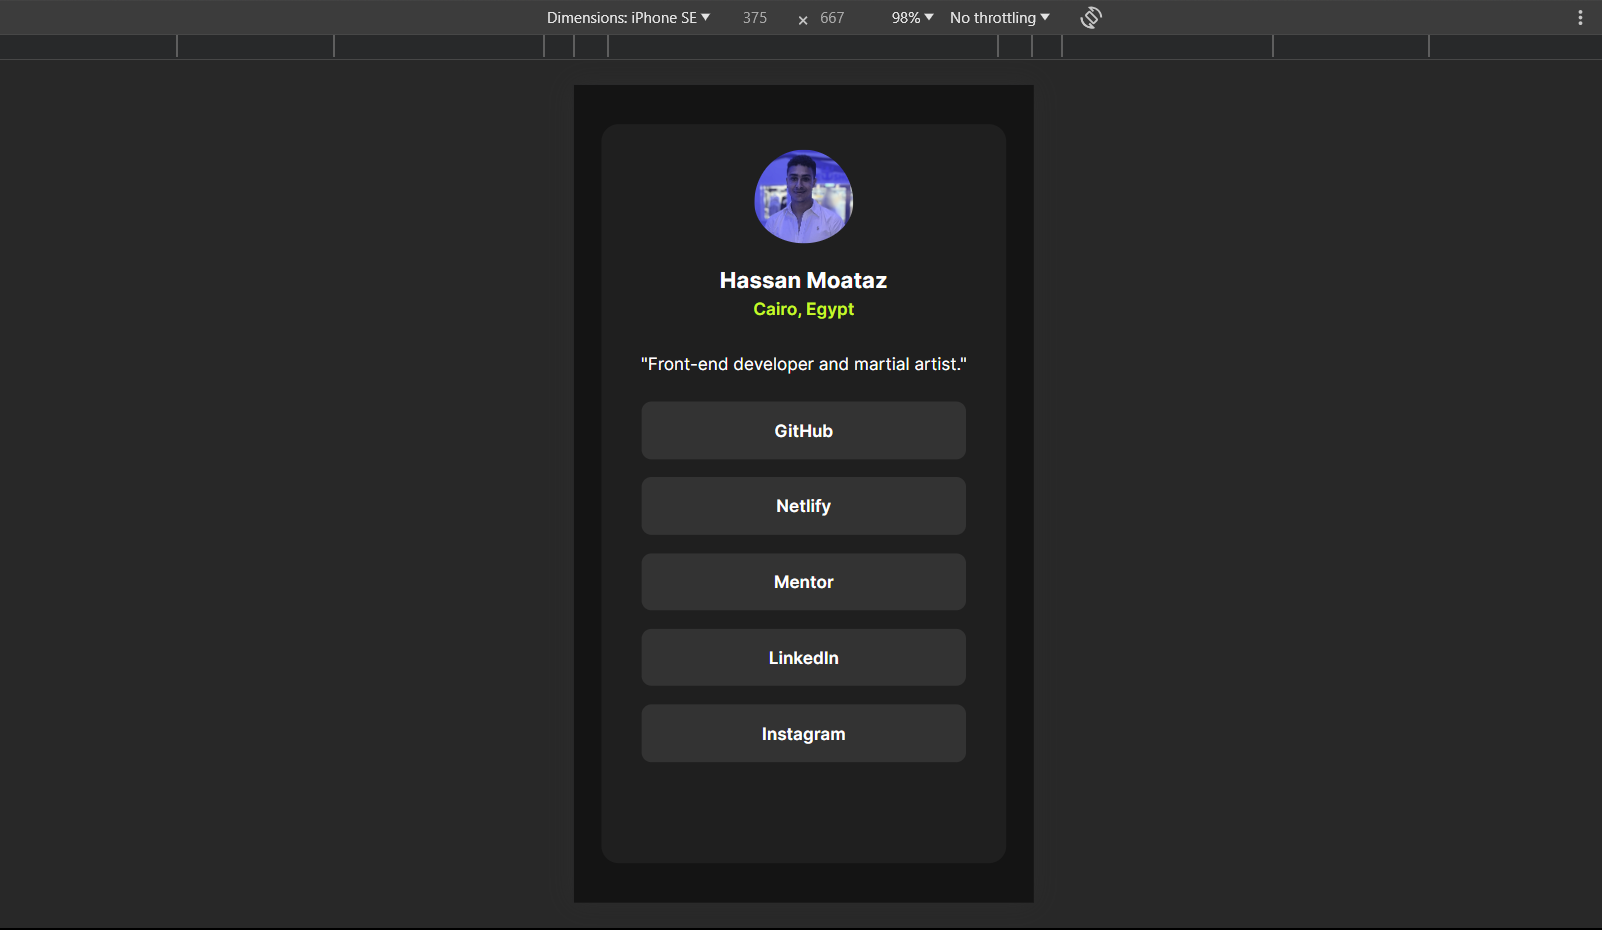 Dimensions: iPhone SE ▼ 375 × 667 98% ▼ No throttling ▼
Hassan Moataz
Cairo, Egypt
"Front-end developer and martial artist."
GitHub
Netlify
Mentor
LinkedIn
Instagram